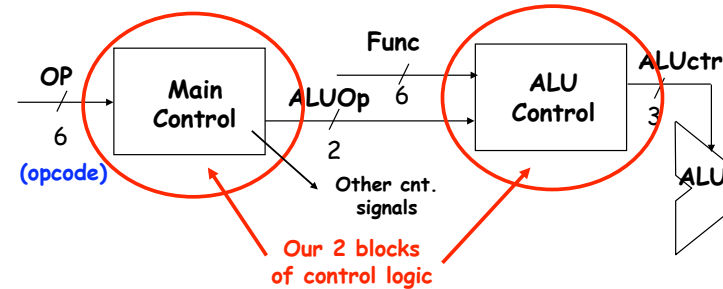 OP
6
(opcode)
Main
Control
ALUOp
2
Other cnt.
signals
Func
6
ALU
Control
ALUctr
3
ALU
Our 2 blocks
of control logic